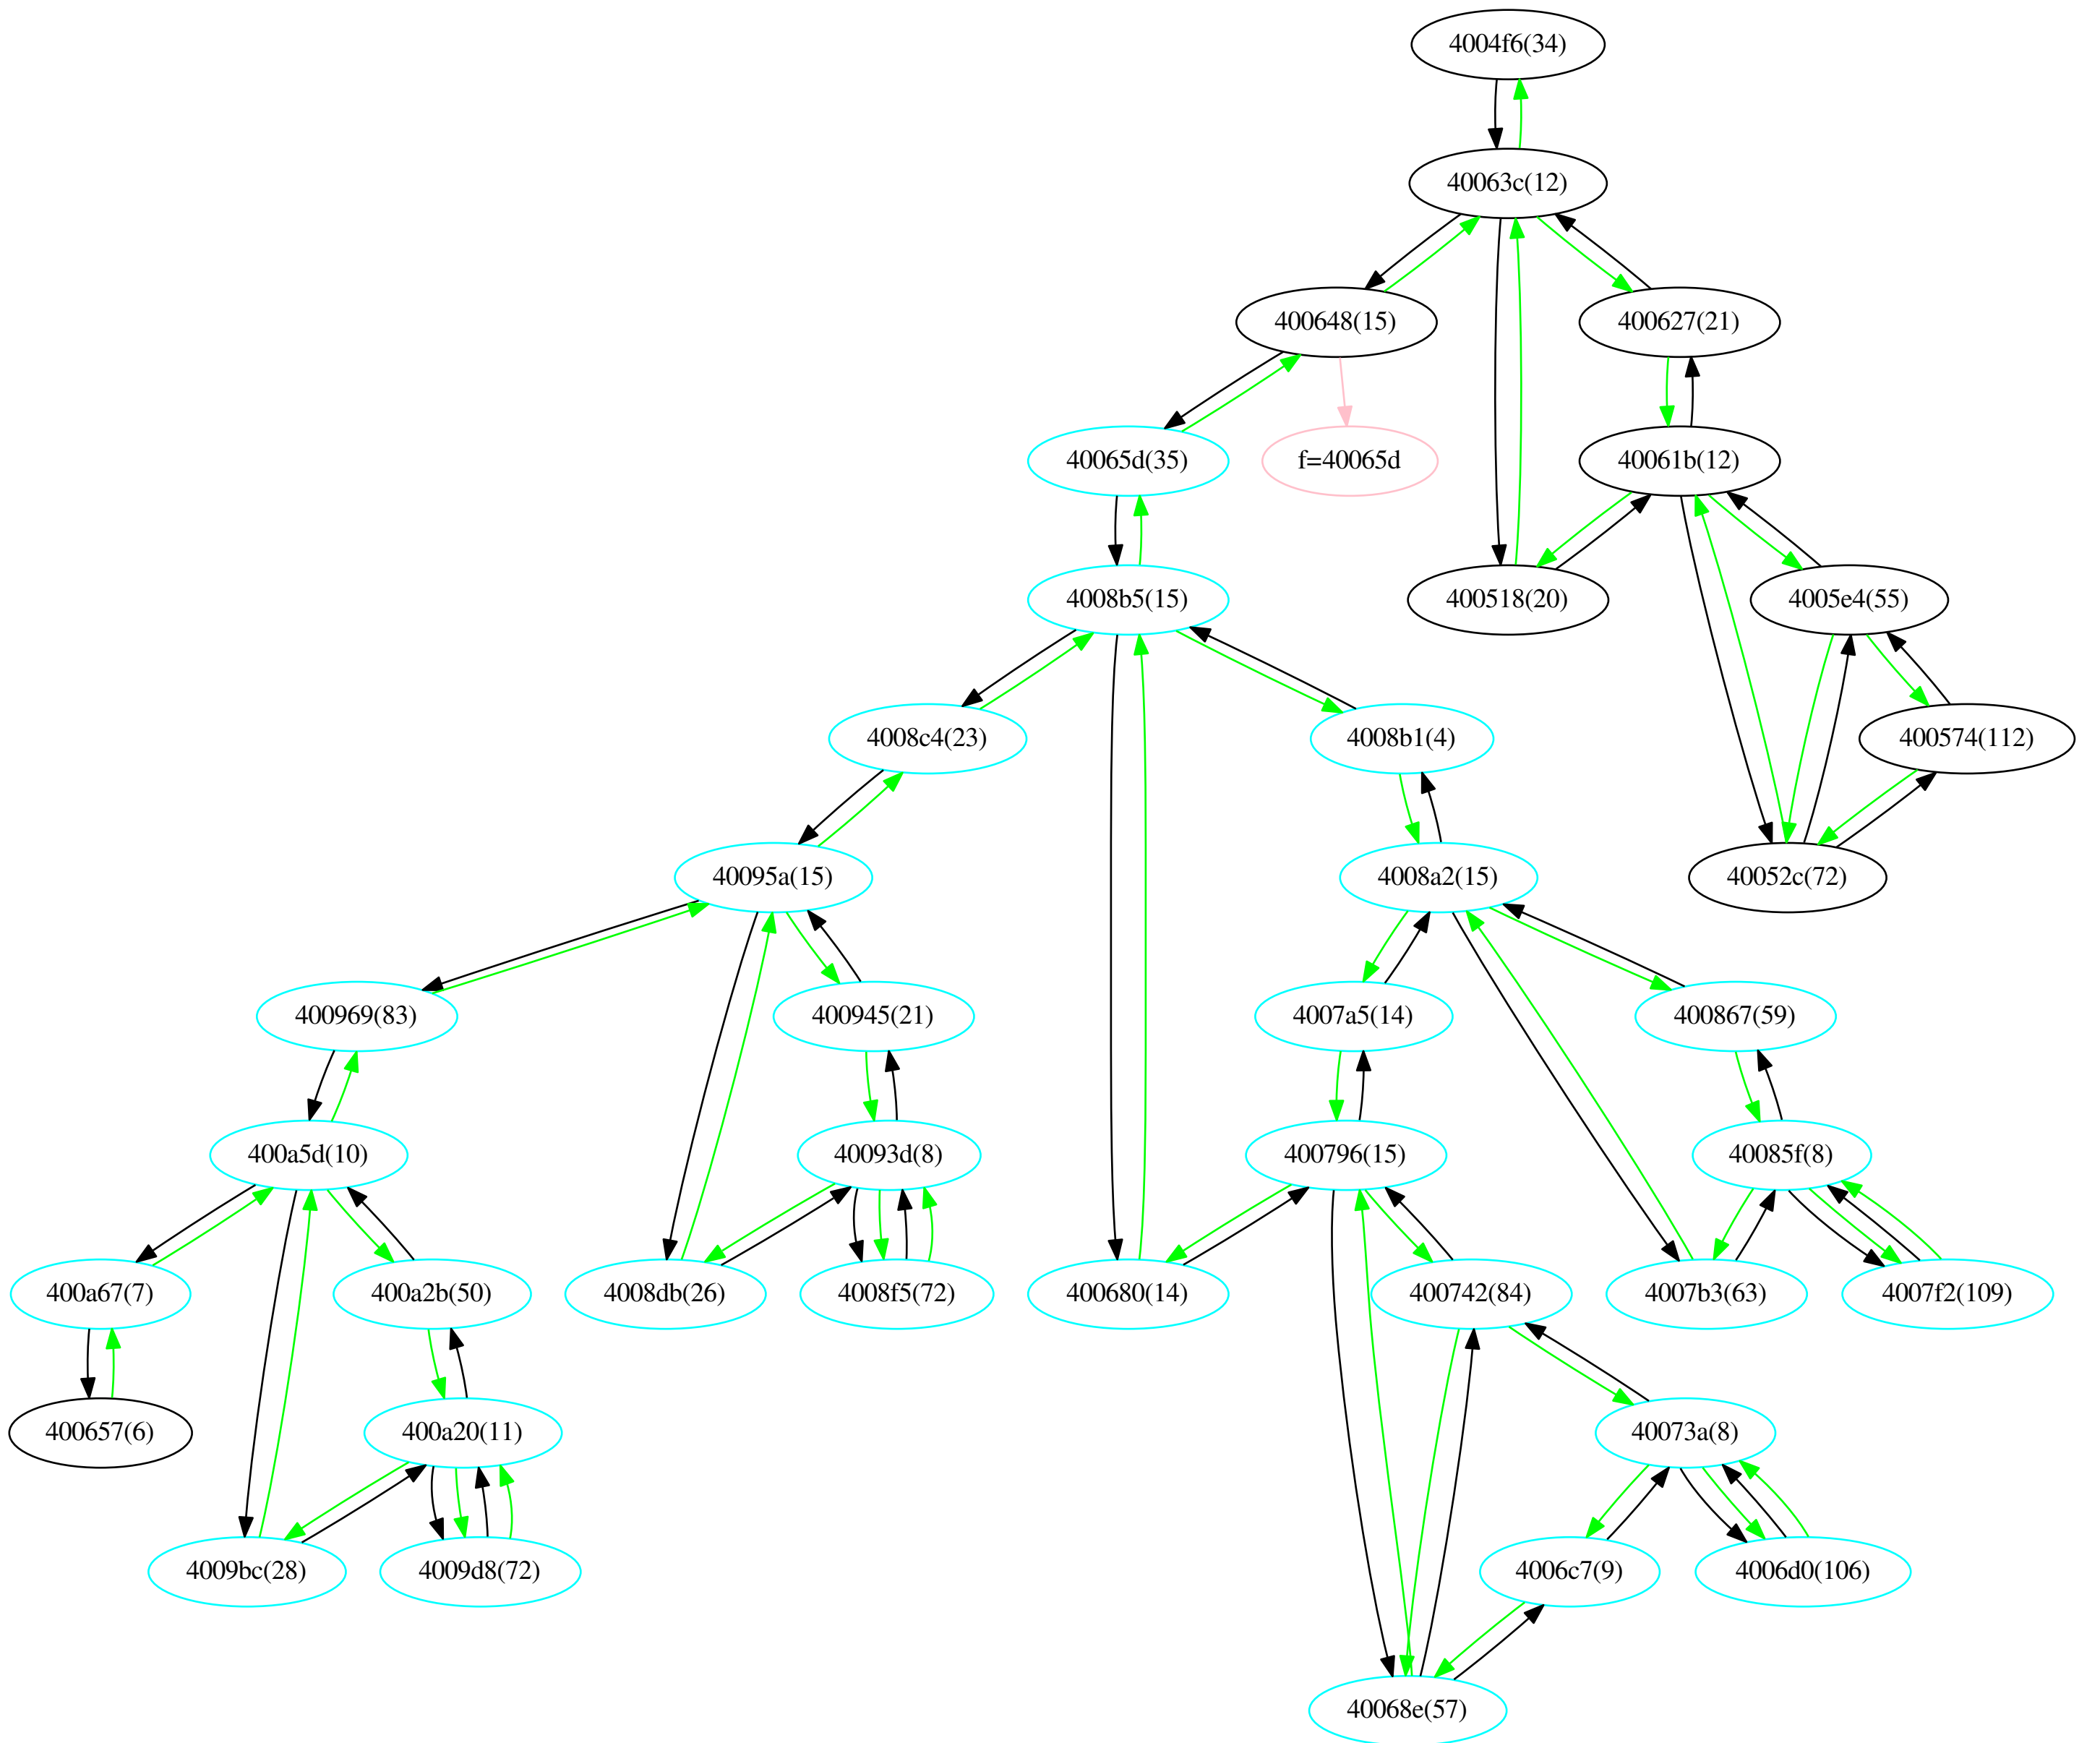 4004f6(34)
40063c(12)
400648(15)
400627(21)
40065d(35)
f=40065d
40061b(12)
4008b5(15)
400518(20)
4005e4(55)
4008c4(23)
4008b1(4)
400574(112)
40095a(15)
4008a2(15)
40052c(72)
400969(83)
400945(21)
4007a5(14)
400867(59)
400a5d(10)
40093d(8)
400796(15)
40085f(8)
400a67(7)
400a2b(50)
4008db(26)
4008f5(72)
400680(14)
400742(84)
4007b3(63)
4007f2(109)
400657(6)
400a20(11)
40073a(8)
4009bc(28)
4009d8(72)
4006c7(9)
4006d0(106)
40068e(57)